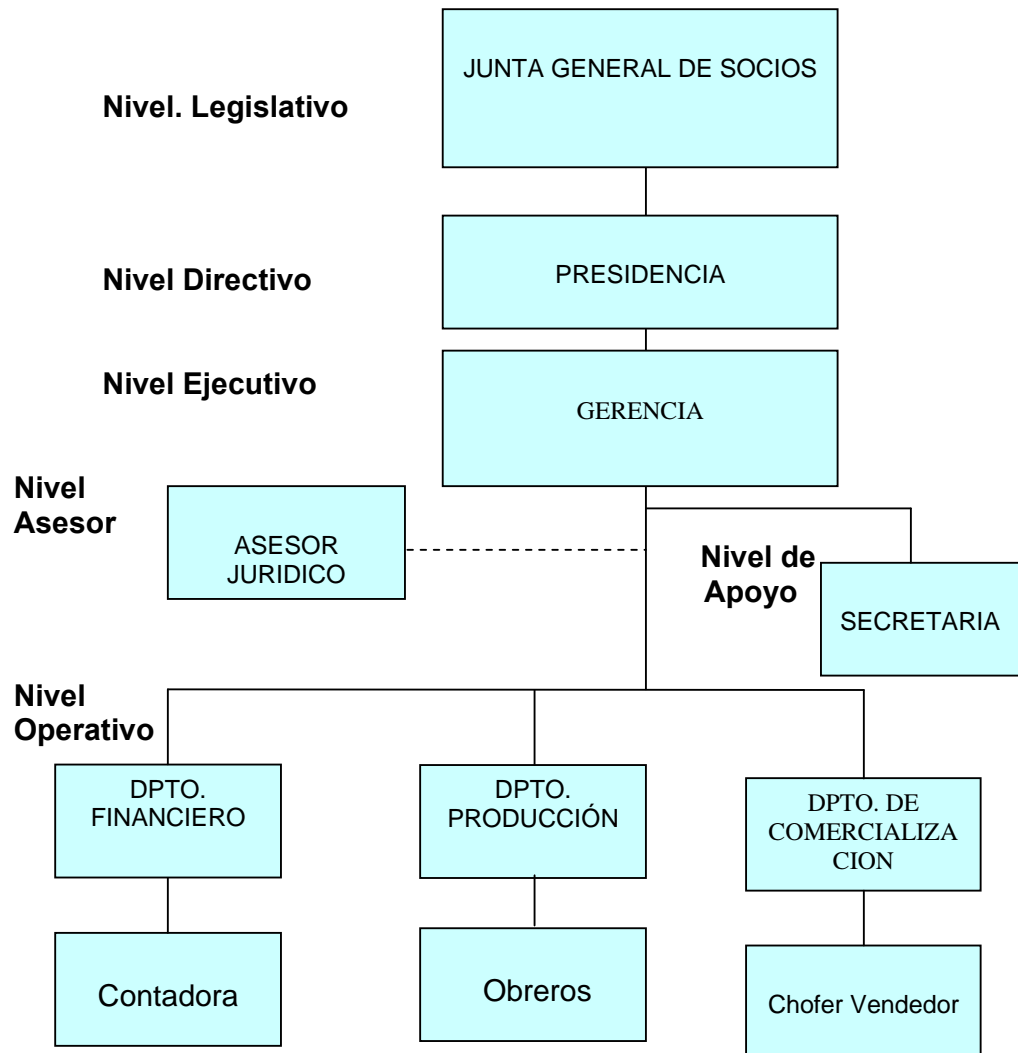 JUNTA GENERAL DE SOCIOS
Nivel. Legislativo
Nivel Directivo
PRESIDENCIA
Nivel Ejecutivo
GERENCIA
Nivel
Asesor
ASESOR
JURIDICO
Nivel de
Apoyo
SECRETARIA
Nivel
Operativo
DPTO.
FINANCIERO
DPTO.
PRODUCCIÓN
DPTO. DE
COMERCIALIZA
CION
Contadora
Obreros
Chofer Vendedor